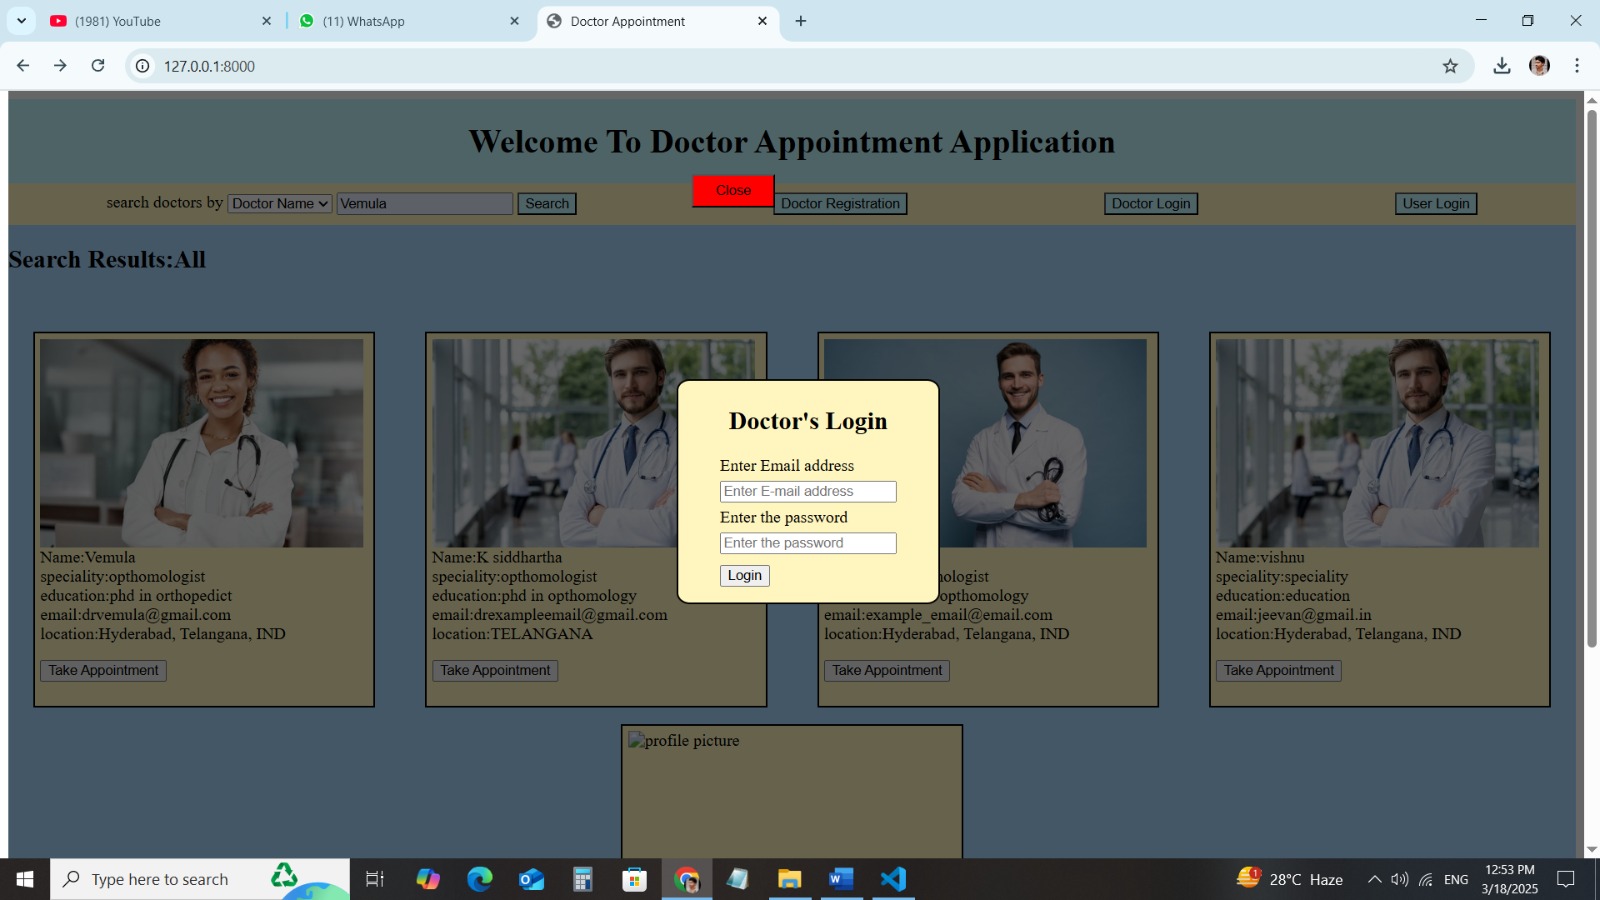 (1981) YouTube
(11) WhatsApp
Doctor Appointment
127.0.0.1:8000
Welcome To Doctor Appointment Application
Close
search doctors by Doctor Name Vemula Search Doctor Registration Doctor Login User Login
Search Results:All
Name:Vemula
speciality:opthomologist
education:phd in orthopedict
email:drvemula@gmail.com
location:Hyderabad, Telangana, IND
Take Appointment
Name:K siddhartha
speciality:opthomologist
education:phd in opthomology
email:drexampleemail@gmail.com
location:TELANGANA
Take Appointment
Doctor's Login
Enter Email address
Enter E-mail address
Enter the password
Enter the password
Login
opthomology
email:example_email@email.com
location:Hyderabad, Telangana, IND
Take Appointment
Name:vishnu
speciality:speciality
education:education
email:jeevan@gmail.in
location:Hyderabad, Telangana, IND
Take Appointment
profile picture
Type here to search
1
28°C Haze
ENG
12:53 PM
3/18/2025